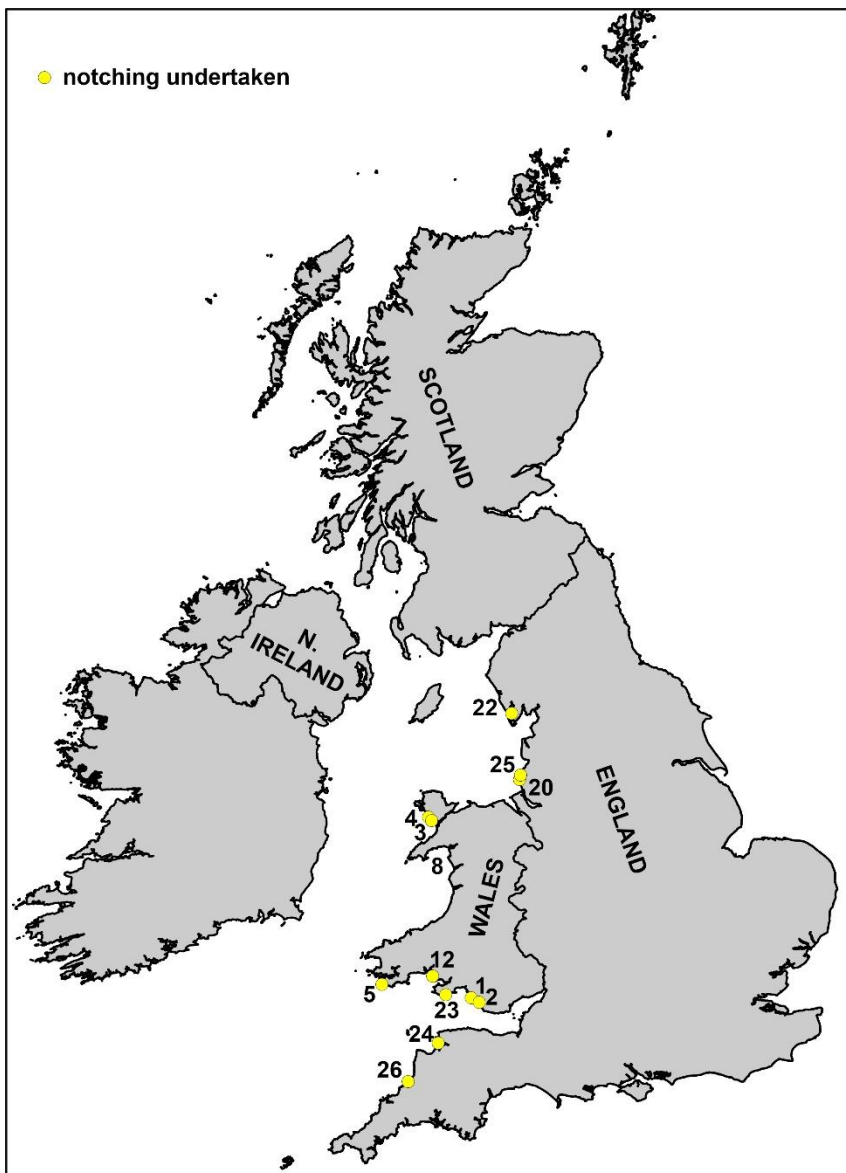 notching undertaken
SCOTLAND
N.
IRELAND
22
25
20
ENGLAND
4
3
8
WALES
12
5
1
2
23
24
26